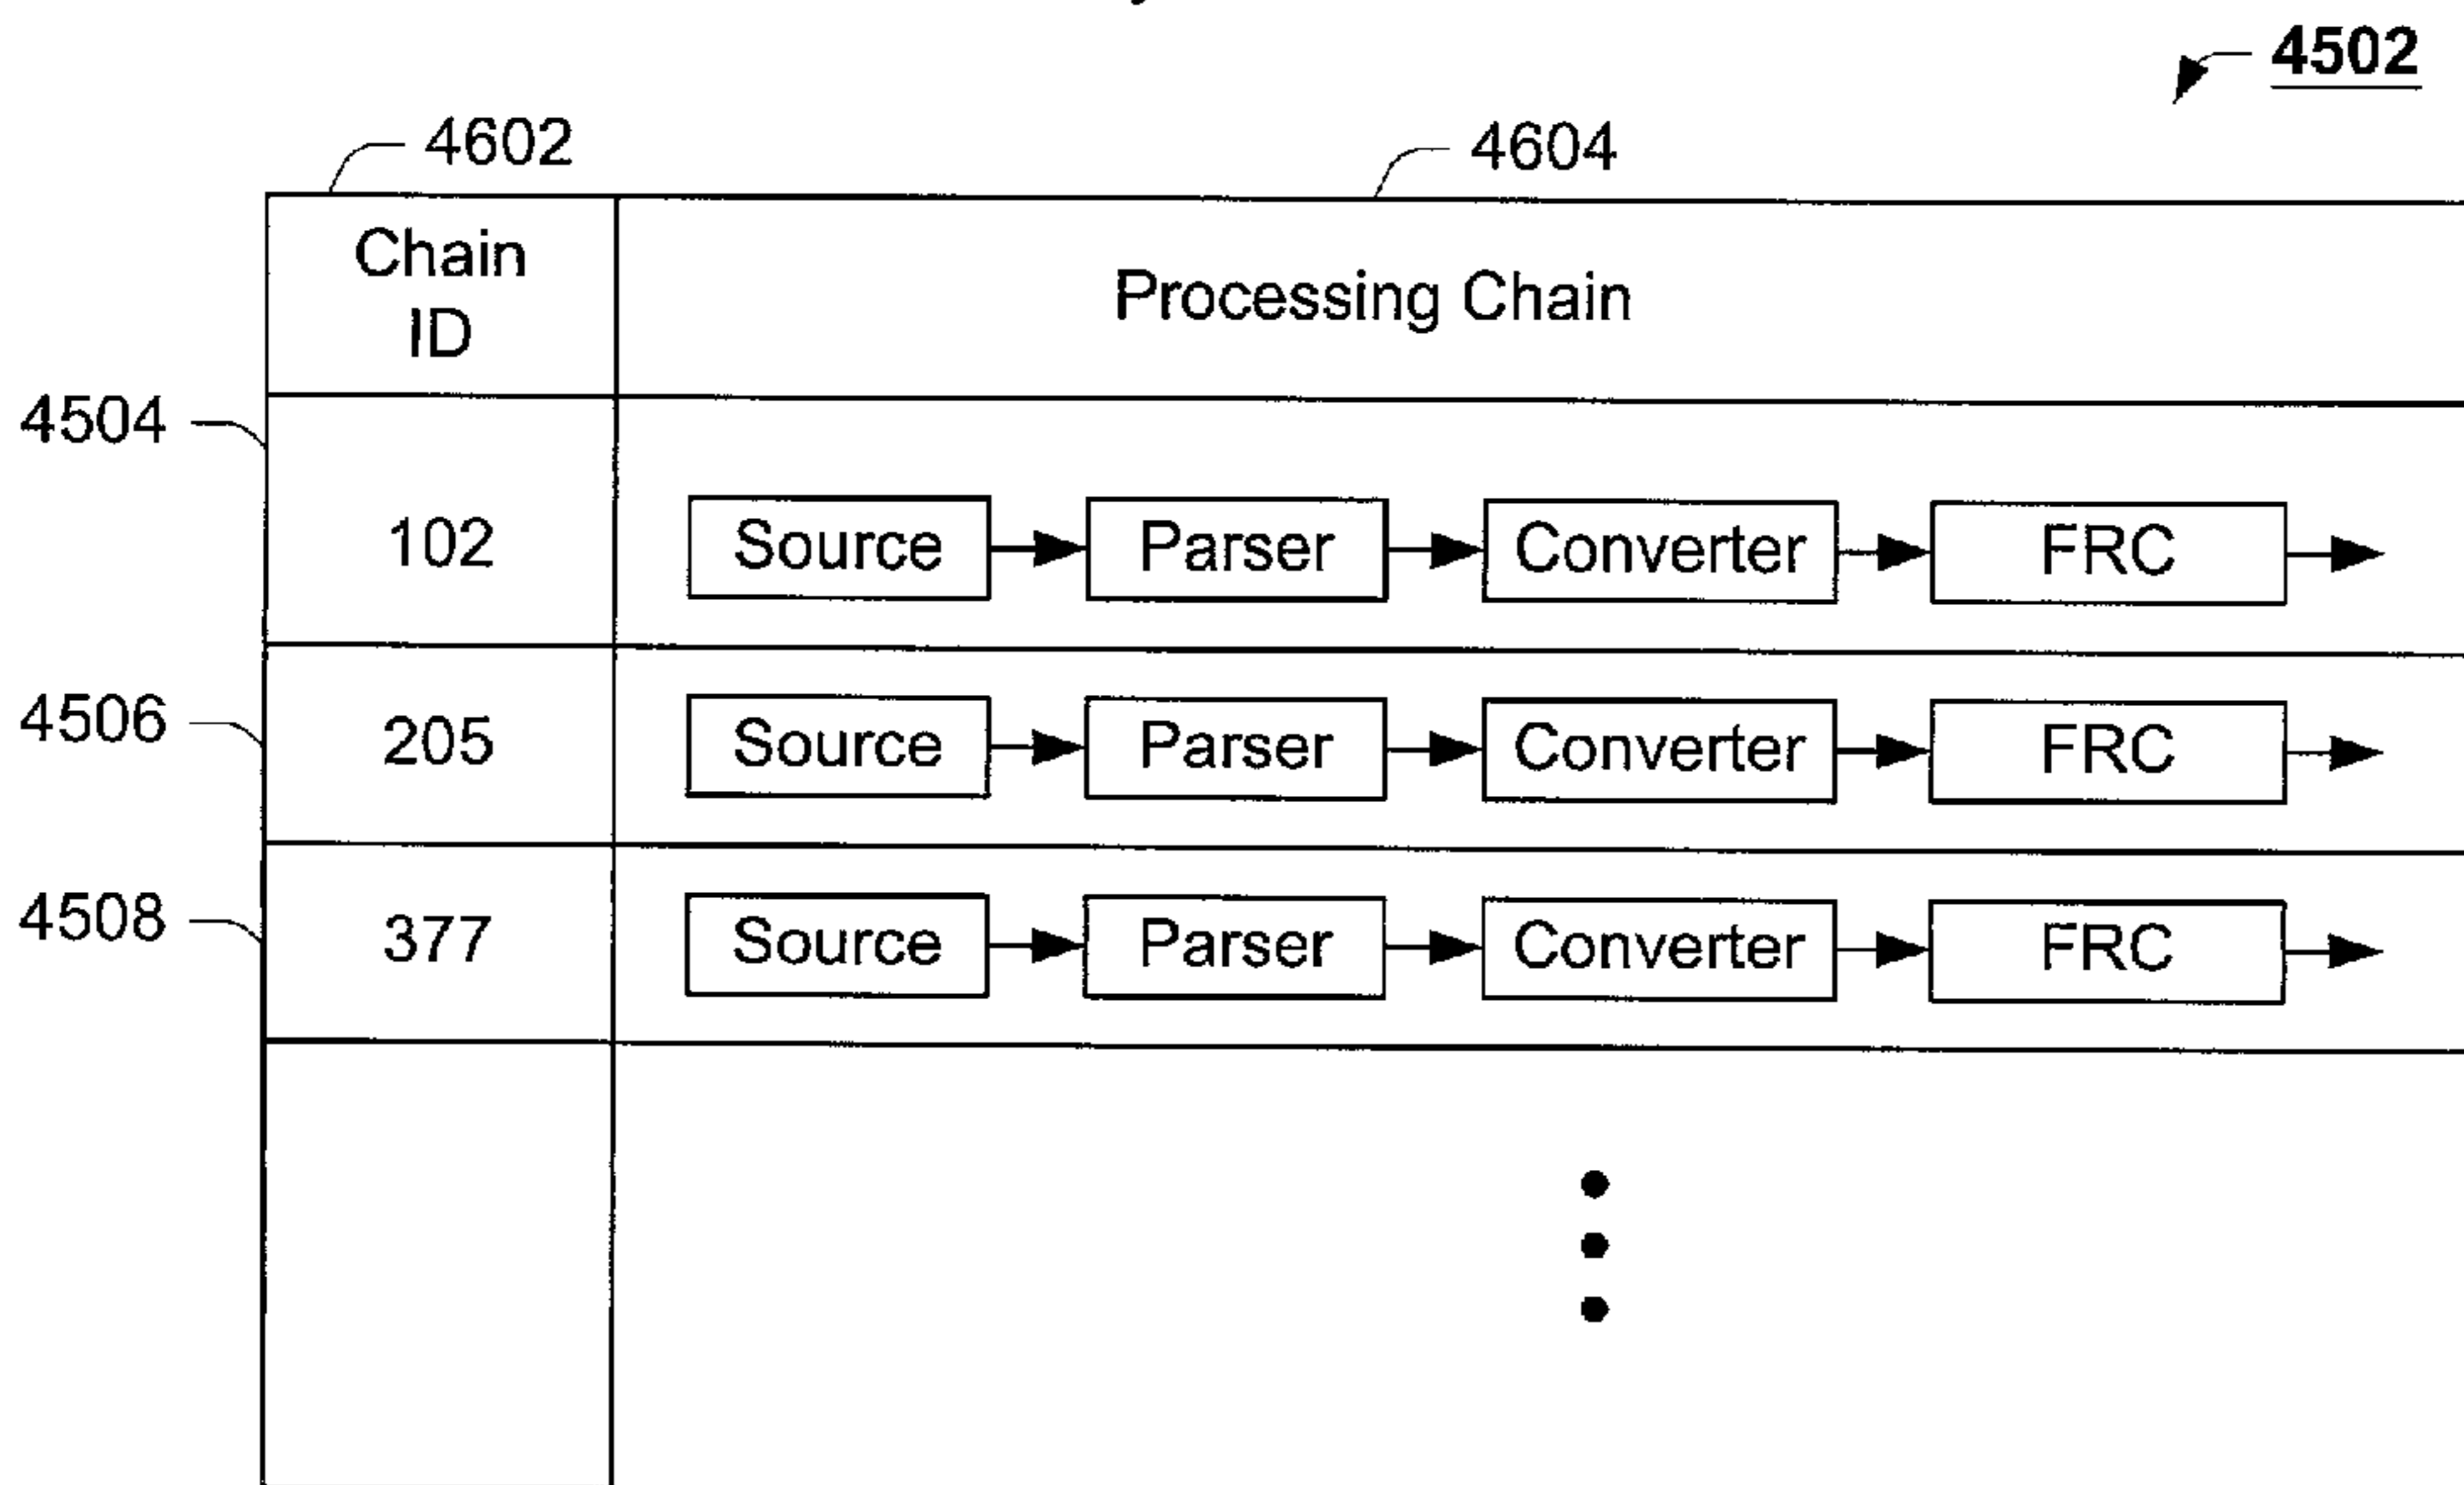 4502
4602
4604
Chain
ID
Processing Chain
4504
102
Source
Parser
Converter
FRC
4506
205
Source
Parser
Converter
FRC
4508
377
Source
Parser
Converter
FRC